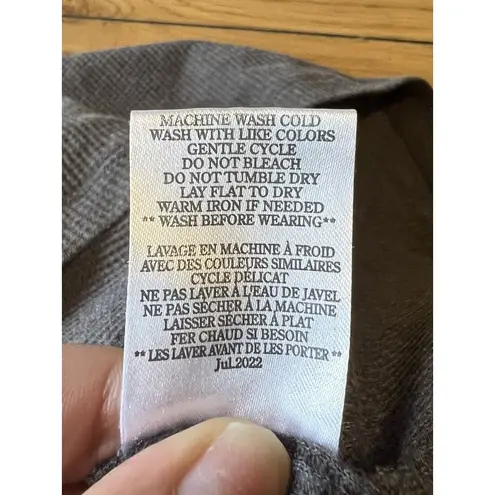 MACHINE WASH COLD
WASH WITH LIKE COLORS
GENTLE CYCLE
DO NOT BLEACH
DO NOT TUMBLE DRY
LAY FLAT TO DRY
WARM IRON IF NEEDED
** WASH BEFORE WEARING**
LAVAGE EN MACHINE À FROID
AVEC DES COULEURS SIMILAIRES
CYCLE DÉLICAT
NE PAS LAVER À L'EAU DE JAVEL
NE PAS SÉCHER À LA MACHINE
LAISSER SÉCHER À PLAT
FER CHAUD SI BESOIN
** LES LAVER AVANT DE LES PORTER **
Jul.2022